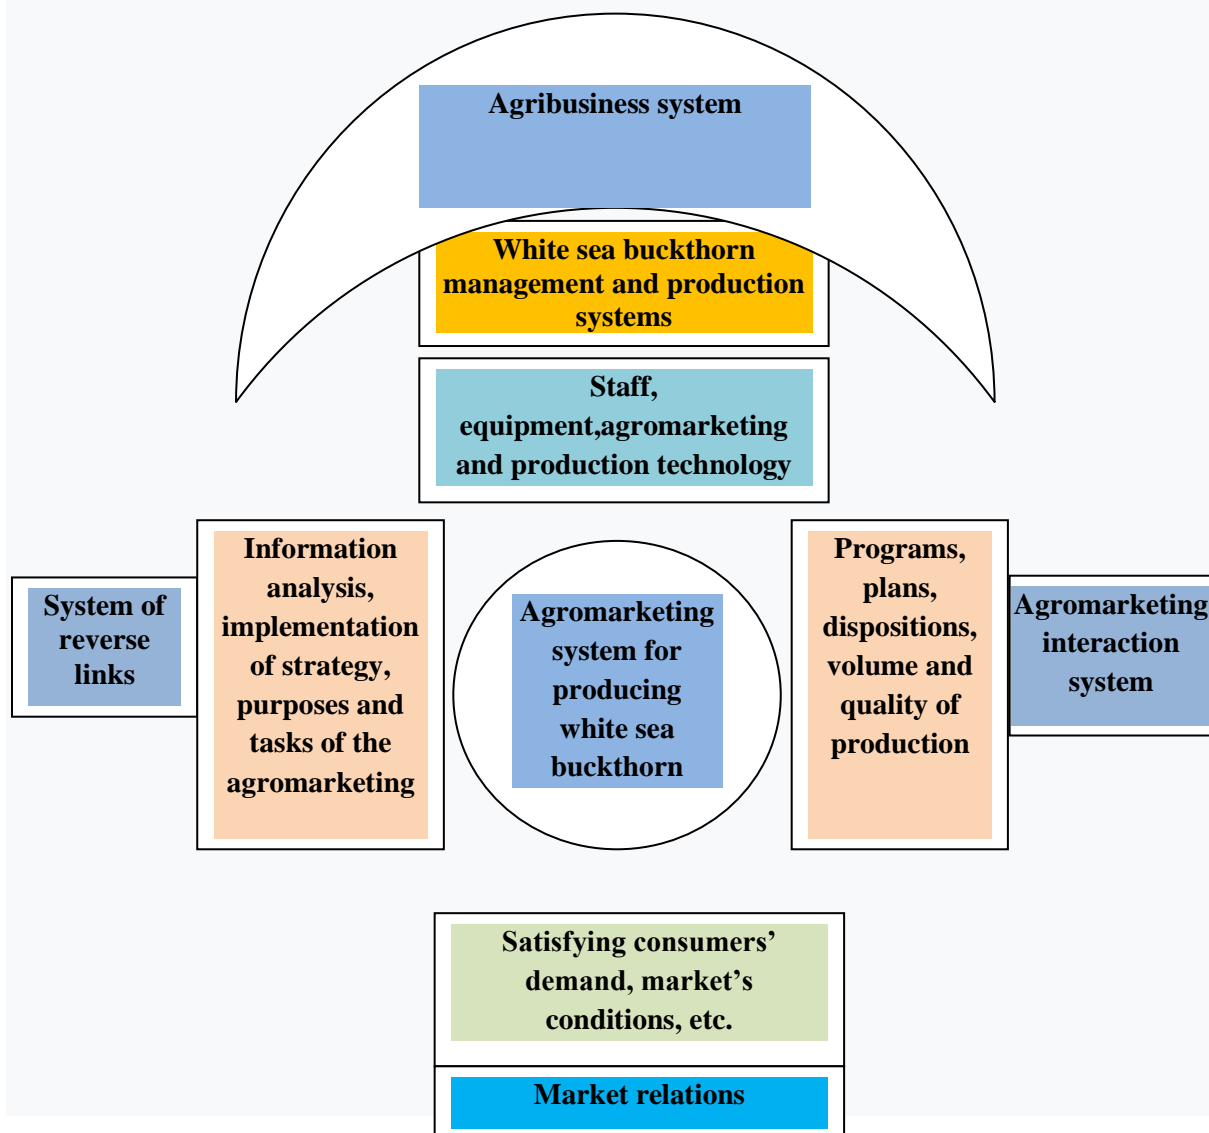 Agribusiness system
White sea buckthorn
management and production
systems
Staff,
equipment,agromarketing
and production technology
Information
analysis,
implementation
of strategy,
purposes and
tasks of the
agromarketing
System of
reverse
links
Agromarketing
system for
producing
white sea
buckthorn
Programs,
plans,
dispositions,
volume and
quality of
production
Agromarketing
interaction
system
Satisfying consumers’
demand, market’s
conditions, etc.
Market relations